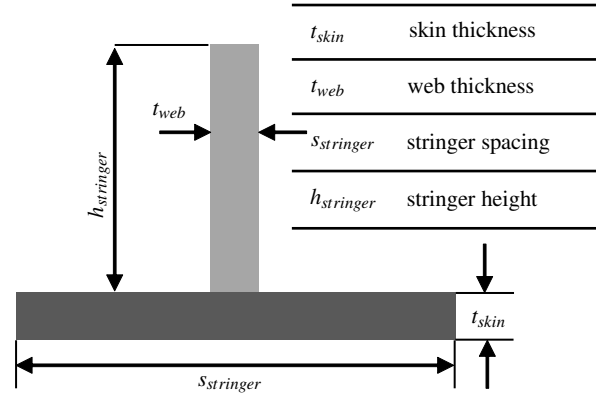 t_skin skin thickness
t_web web thickness
s_stringer stringer spacing
h_stringer stringer height
t_web
h_stringer
t_skin
s_stringer